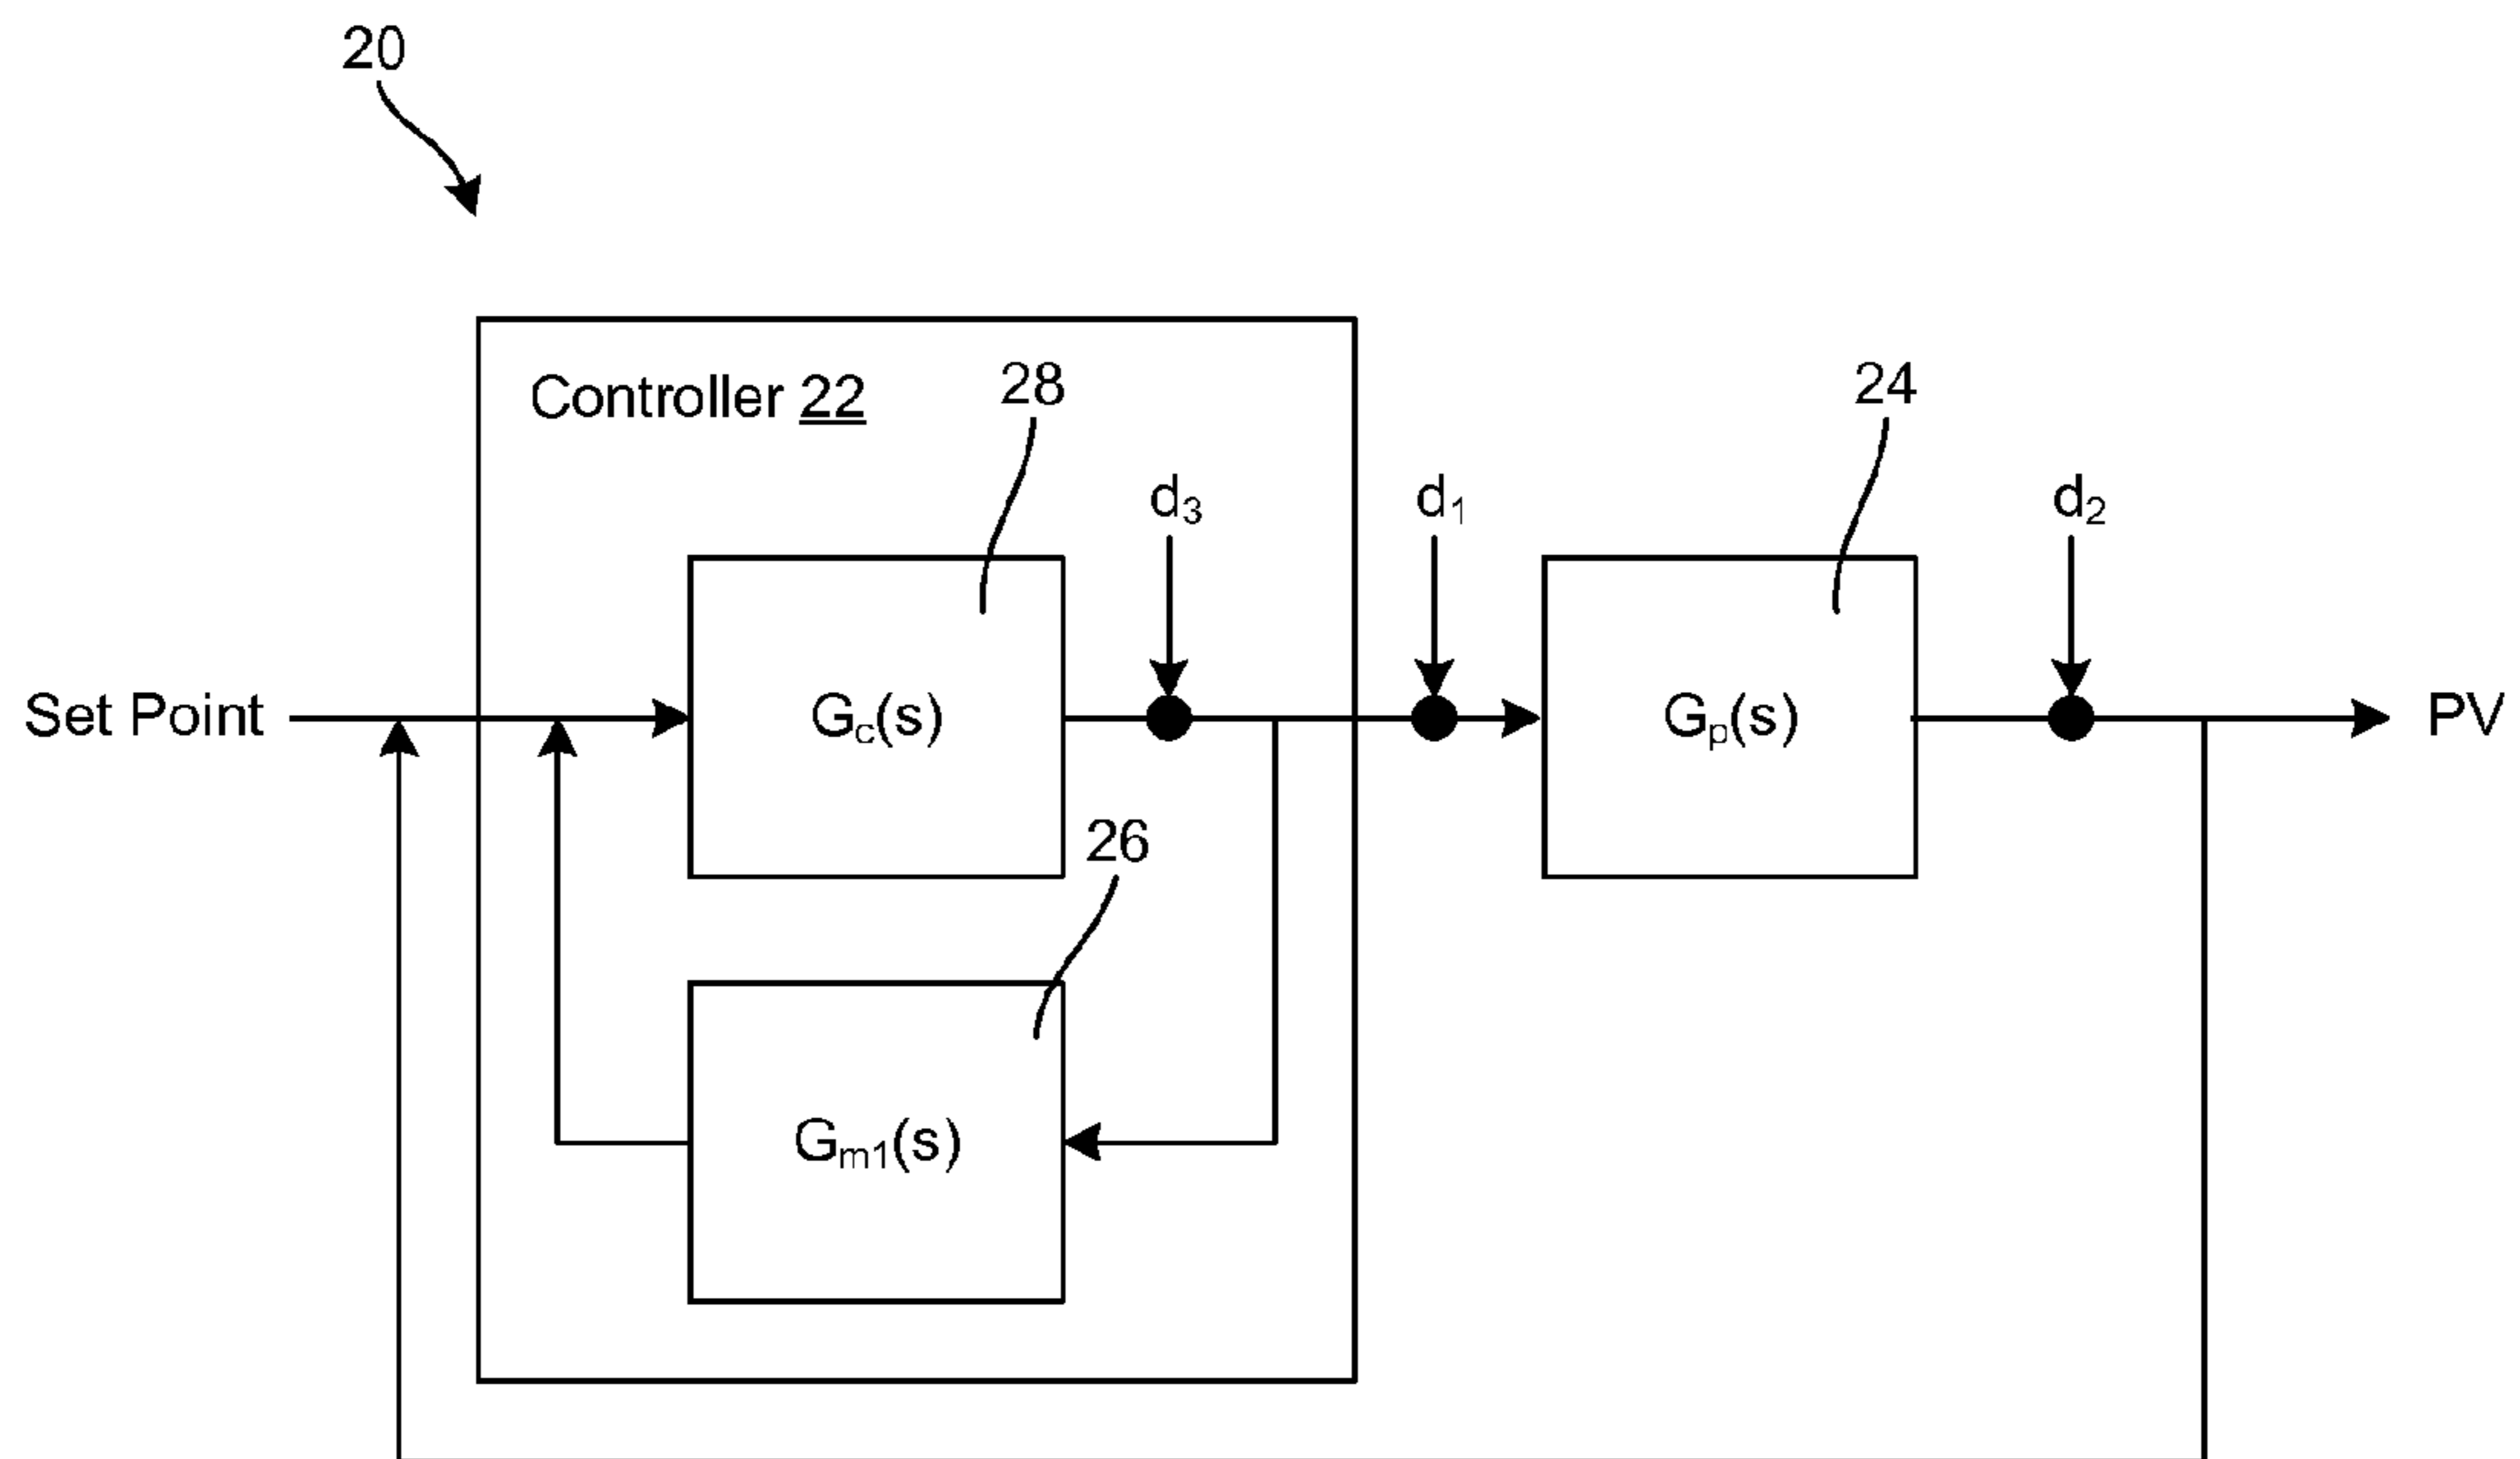 20
Controller 22
28
24
d3
d1
d2
Set Point
Gc(s)
Gp(s)
PV
26
Gm1(s)